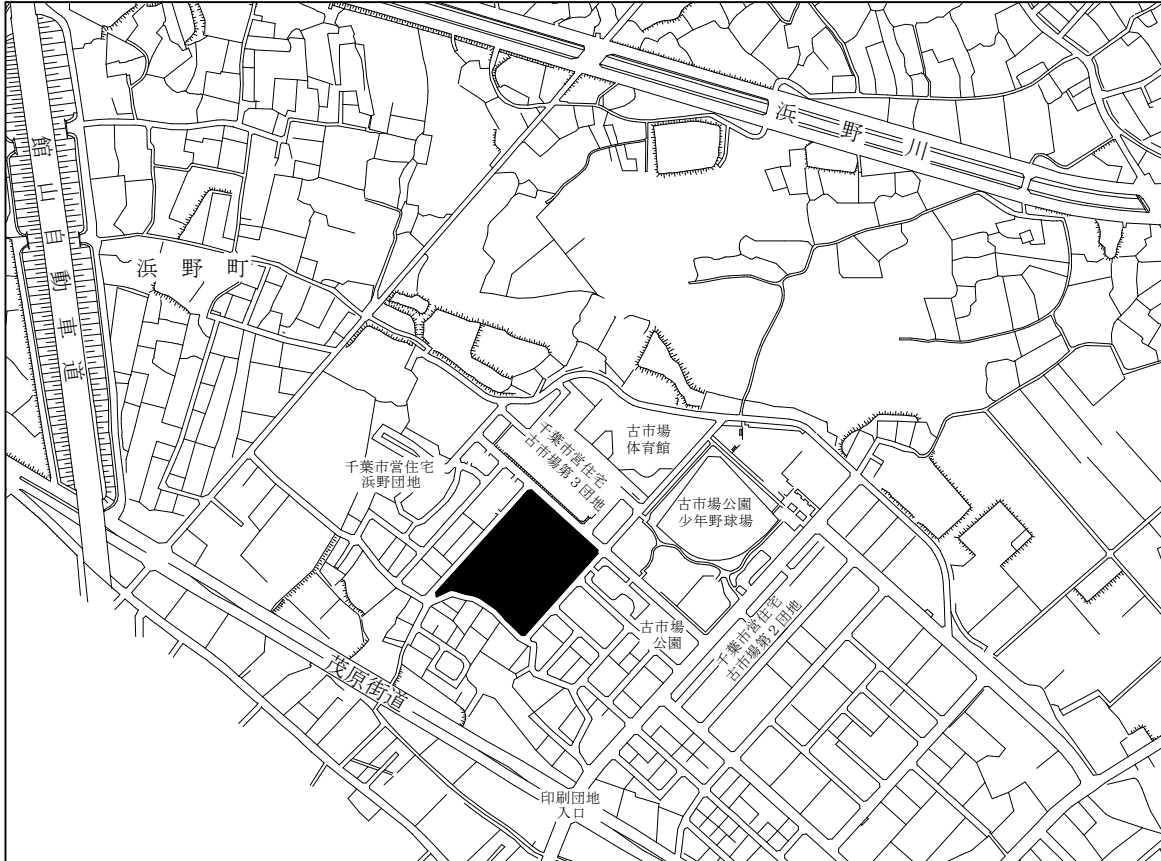 浜野川
館山自動車道
浜野町
千葉市営住宅
古市場第3団地
古市場
体育館
千葉市営住宅
浜野団地
古市場公園
少年野球場
古市場
公園
千葉市営住宅
古市場第2団地
茂原街道
印刷団地
入口